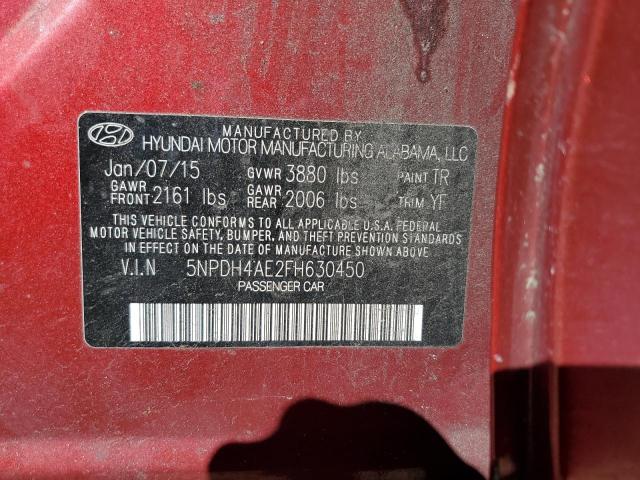 MANUFACTURED BY
HYUNDAI MOTOR MANUFACTURING ALABAMA, LLC
Jan/07/15 GVWR 3880 lbs PAINT TR
GAWR FRONT 2161 lbs GAWR REAR 2006 lbs TRIM YF
THIS VEHICLE CONFORMS TO ALL APPLICABLE U.S.A. FEDERAL
MOTOR VEHICLE SAFETY, BUMPER, AND THEFT PREVENTION STANDARDS
IN EFFECT ON THE DATE OF MANUFACTURE SHOWN ABOVE
V.I.N 5NPDH4AE2FH630450
PASSENGER CAR